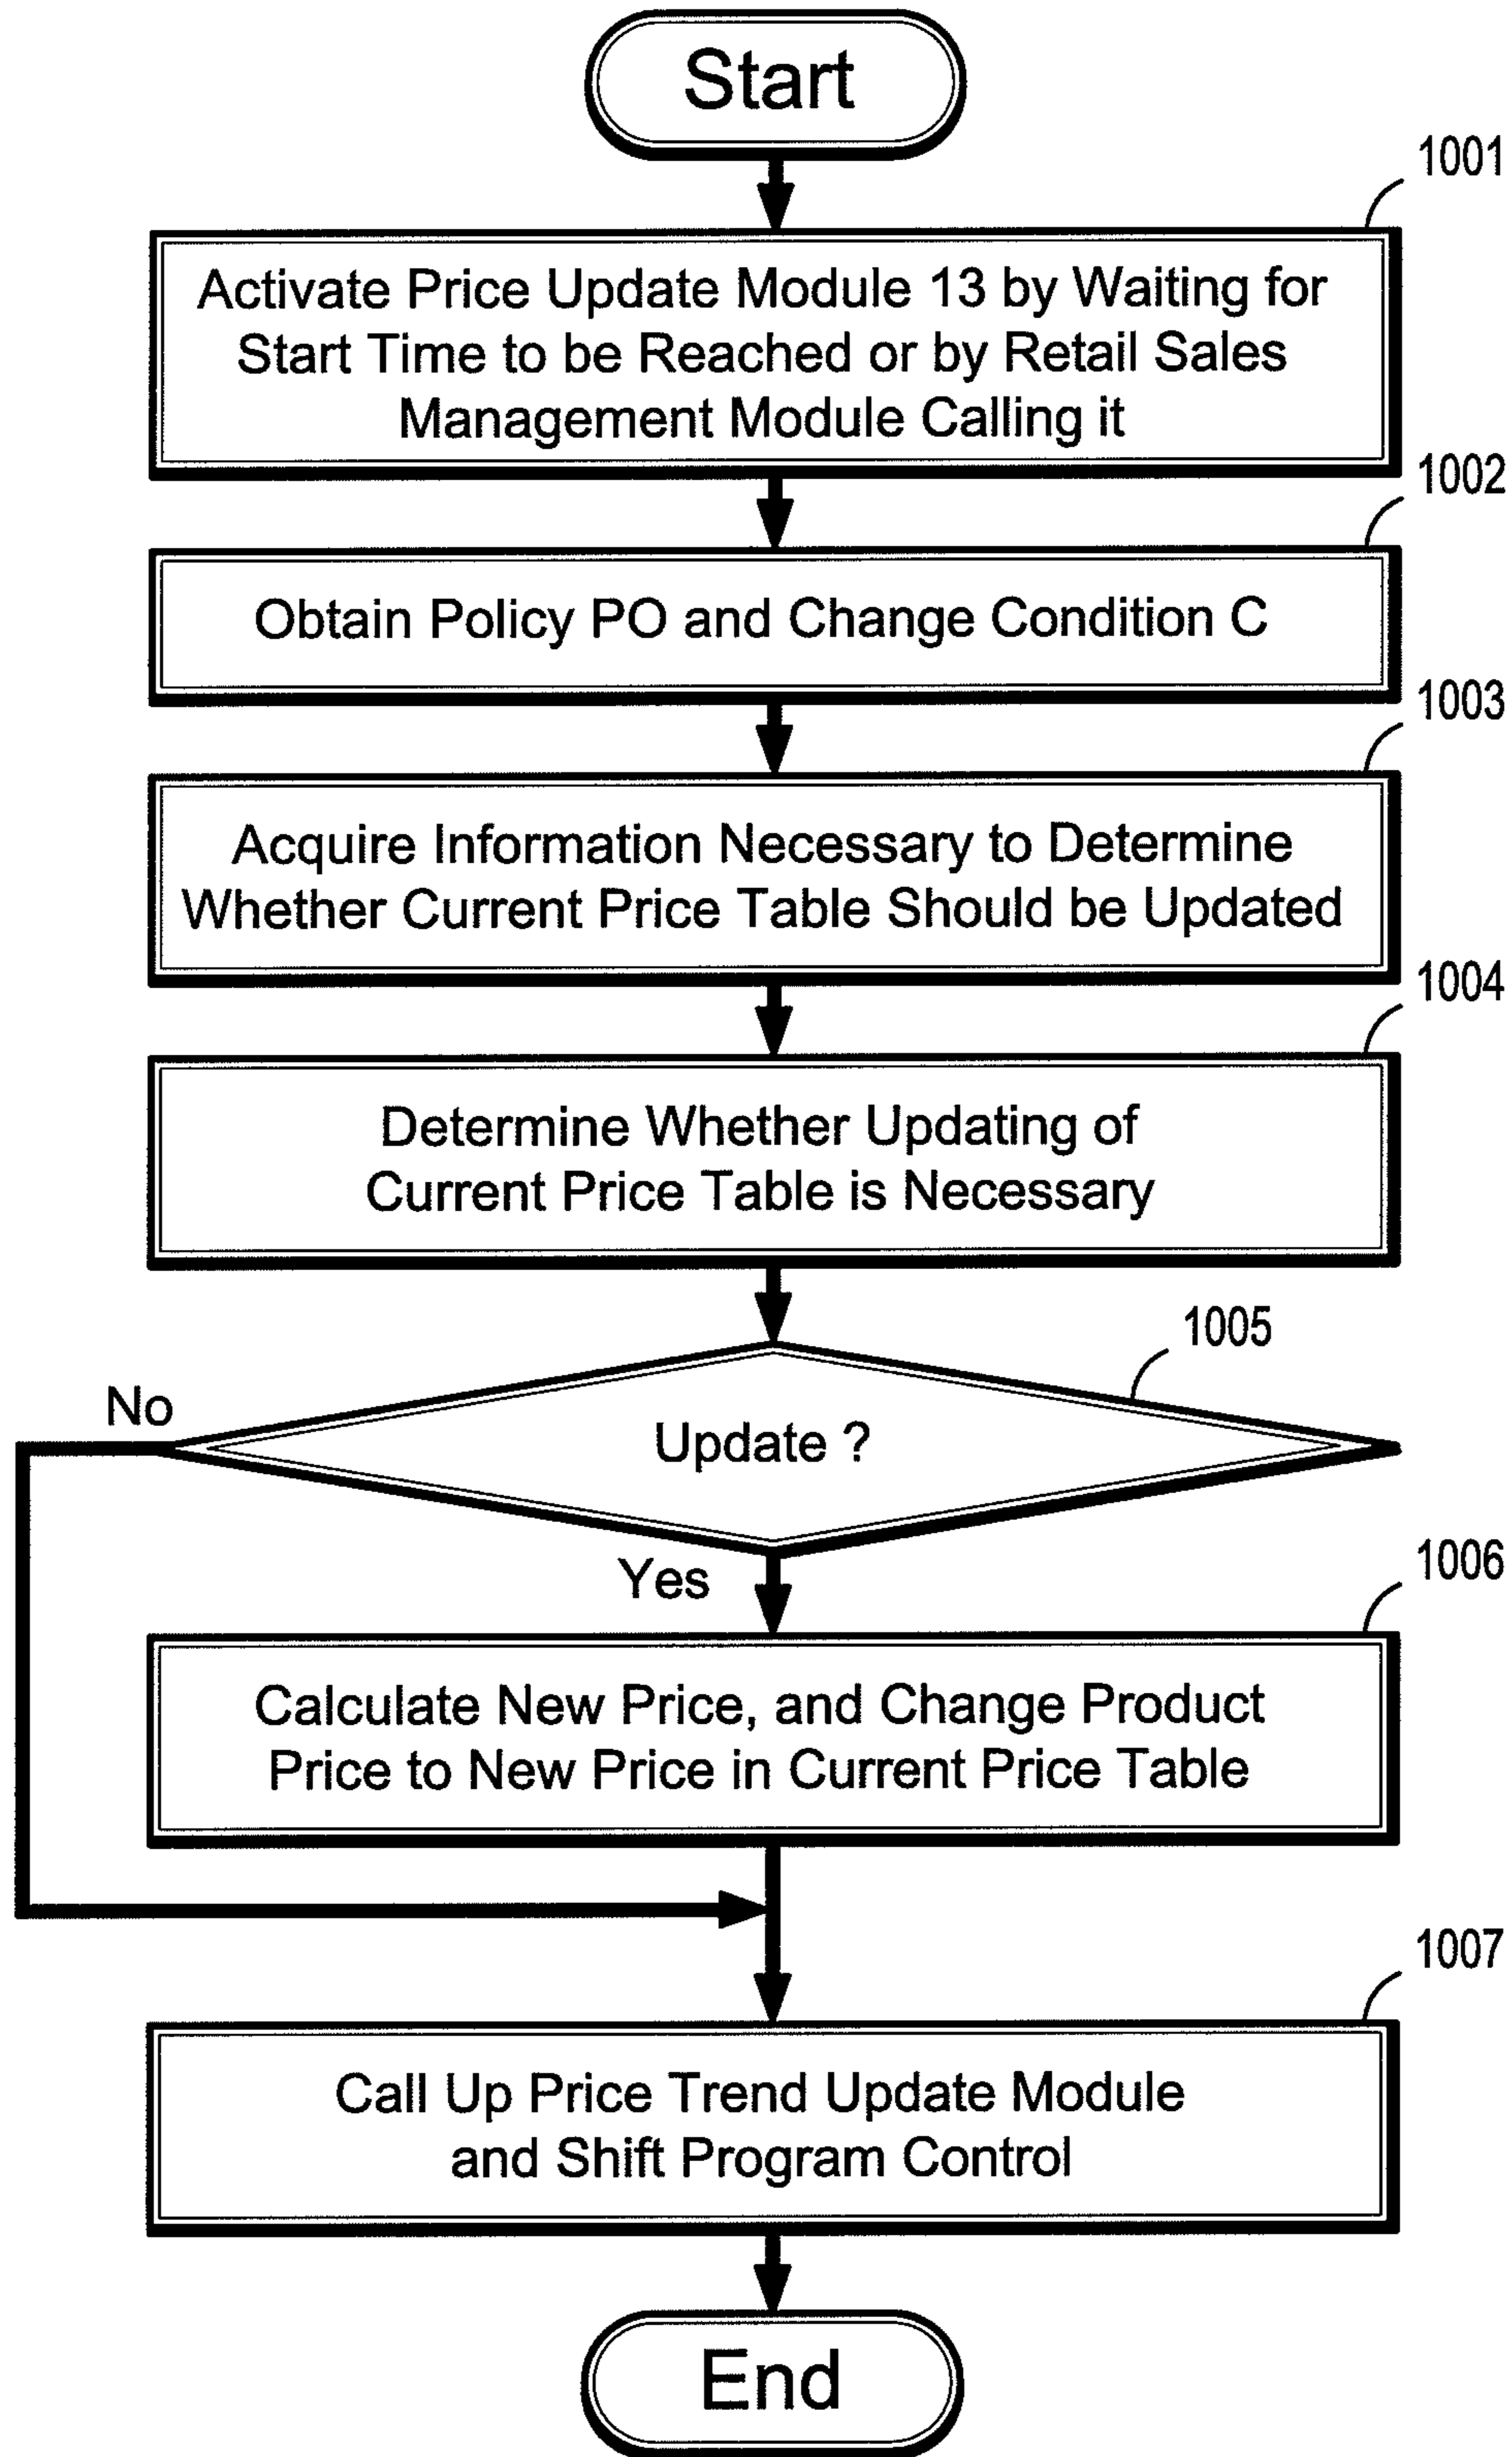 Start
1001
Activate Price Update Module 13 by Waiting for
Start Time to be Reached or by Retail Sales
Management Module Calling it
1002
Obtain Policy PO and Change Condition C
1003
Acquire Information Necessary to Determine
Whether Current Price Table Should be Updated
1004
Determine Whether Updating of
Current Price Table is Necessary
1005
No
Update ?
Yes
1006
Calculate New Price, and Change Product
Price to New Price in Current Price Table
1007
Call Up Price Trend Update Module
and Shift Program Control
End